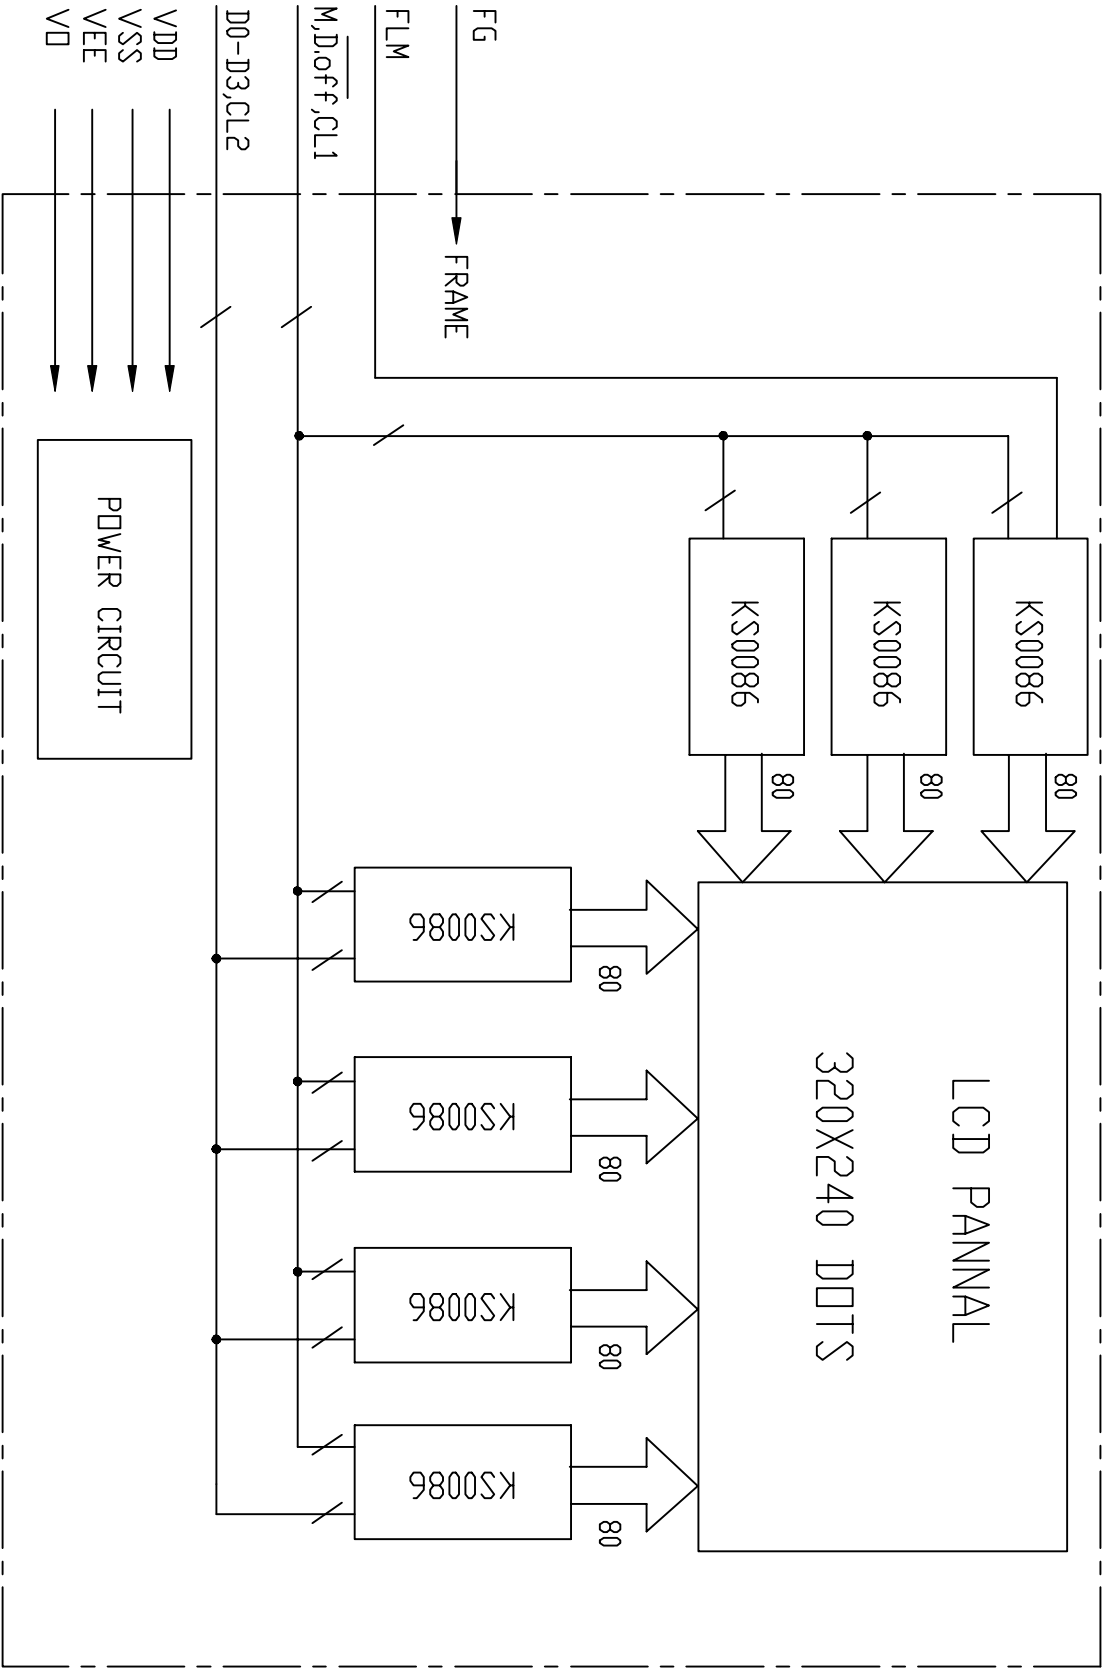 KS0086
80
LCD PANNAL
KS0086
80
320X240 DOTS
KS0086
80
80
80
80
80
FG
FRAME
FLM
KS0086
KS0086
KS0086
KS0086
M,D.off,CL1
D0-D3,CL2
VDD
VSS
VEE
VO
POWER CIRCUIT